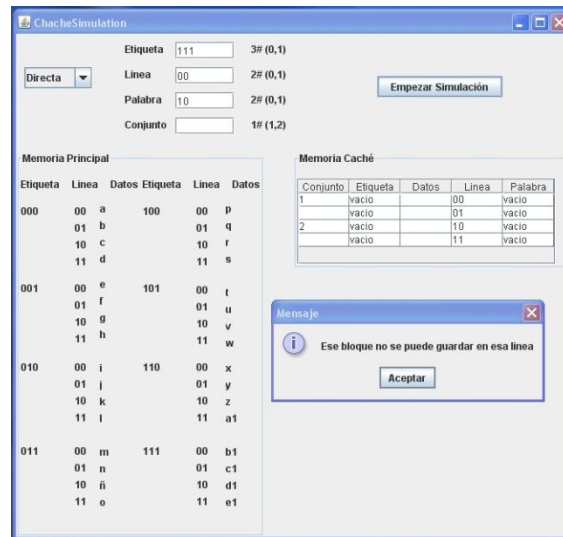 ChacheSimulation
Etiqueta 111 3# (0,1)
Directa
Linea 00 2# (0,1)
Empezar Simulación
Palabra 10 2# (0,1)
Conjunto 1# (1,2)
Memoria Principal
Etiqueta Linea Datos Etiqueta Linea Datos
000 00 a 100 00 p
01 b 01 q
10 c 10 r
11 d 11 s
001 00 e 101 00 t
01 f 01 u
10 g 10 v
11 h 11 w
010 00 i 110 00 x
01 j 01 y
10 k 10 z
11 l 11 a1
011 00 m 111 00 b1
01 n 01 c1
10 ñ 10 d1
11 o 11 e1
Memoria Caché
Conjunto Etiqueta Datos Linea Palabra
1 vacio 00 vacio
vacio 01 vacio
2 vacio 10 vacio
vacio 11 vacio
Mensaje
Ese bloque no se puede guardar en esa linea
Aceptar